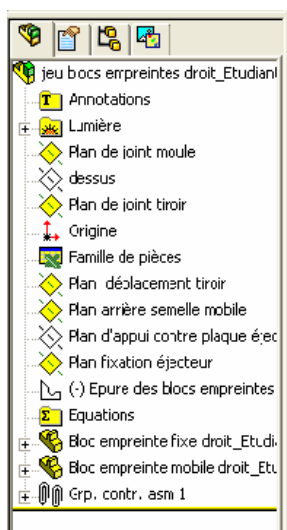 jeu bocs empreintes droit_Etudian
T Annotations
Lumière
Plan de joint moule
dessus
Plan de joint tiroir
Origine
Famille de pièces
Plan déplacement tiroir
Plan arrière semelle mobile
Plan d'appui contre plaque éjec
Plan fixation éjecteur
(-) Epure des blocs empreintes
Σ Equations
Bloc empreinte fixe droit_Etudi
Bloc empreinte mobile droit_Etu
Grp. contr. asm 1